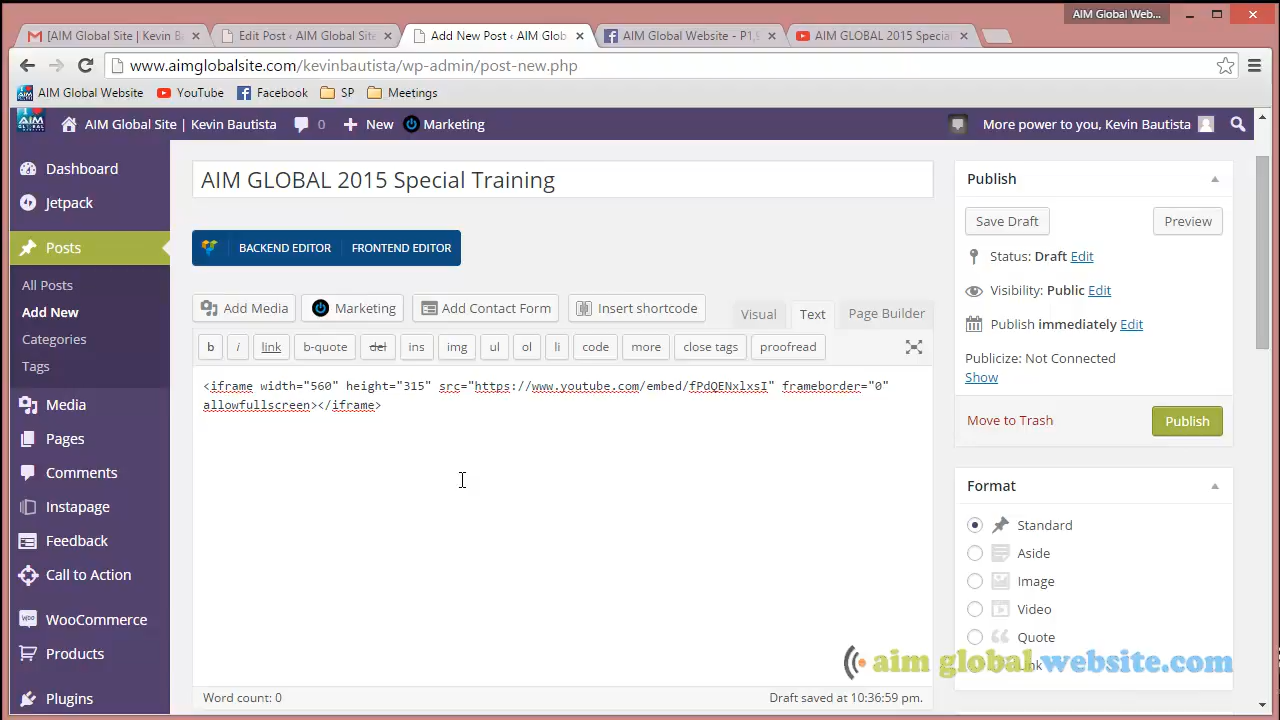 AIM Global Web...
[AIM Global Site | Kevin B
Edit Post ‹ AIM Global Site
Add New Post ‹ AIM Glob
AIM Global Website - P1,
AIM GLOBAL 2015 Special
www.aimglobalsite.com/kevinbautista/wp-admin/post-new.php
AIM Global Website
YouTube
Facebook
SP
Meetings
AIM Global Site | Kevin Bautista
0
New
Marketing
More power to you, Kevin Bautista
Dashboard
Jetpack
Posts
All Posts
Add New
Categories
Tags
Media
Pages
Comments
Instapage
Feedback
Call to Action
WooCommerce
Products
Plugins
AIM GLOBAL 2015 Special Training
BACKEND EDITOR
FRONTEND EDITOR
Add Media
Marketing
Add Contact Form
Insert shortcode
Visual
Text
Page Builder
b
i
link
b-quote
del
ins
img
ul
ol
li
code
more
close tags
proofread
<iframe width="560" height="315" src="https://www.youtube.com/embed/fPdQENxlxsI" frameborder="0"
allowfullscreen></iframe>
Word count: 0
Draft saved at 10:36:59 pm.
Publish
Save Draft
Preview
Status: Draft Edit
Visibility: Public Edit
Publish immediately Edit
Publicize: Not Connected
Show
Move to Trash
Publish
Format
Standard
Aside
Image
Video
Quote
Link
aim global website.com